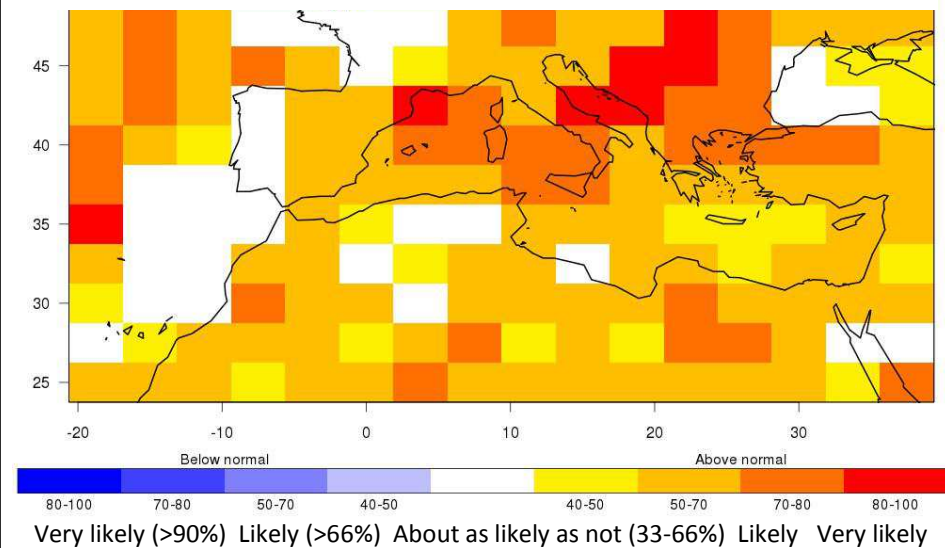 45
40
35
30
25
-20 -10 0 10 20 30
Below normal Above normal
80-100 70-80 50-70 40-50 40-50 50-70 70-80 80-100
Very likely (>90%) Likely (>66%) About as likely as not (33-66%) Likely Very likely